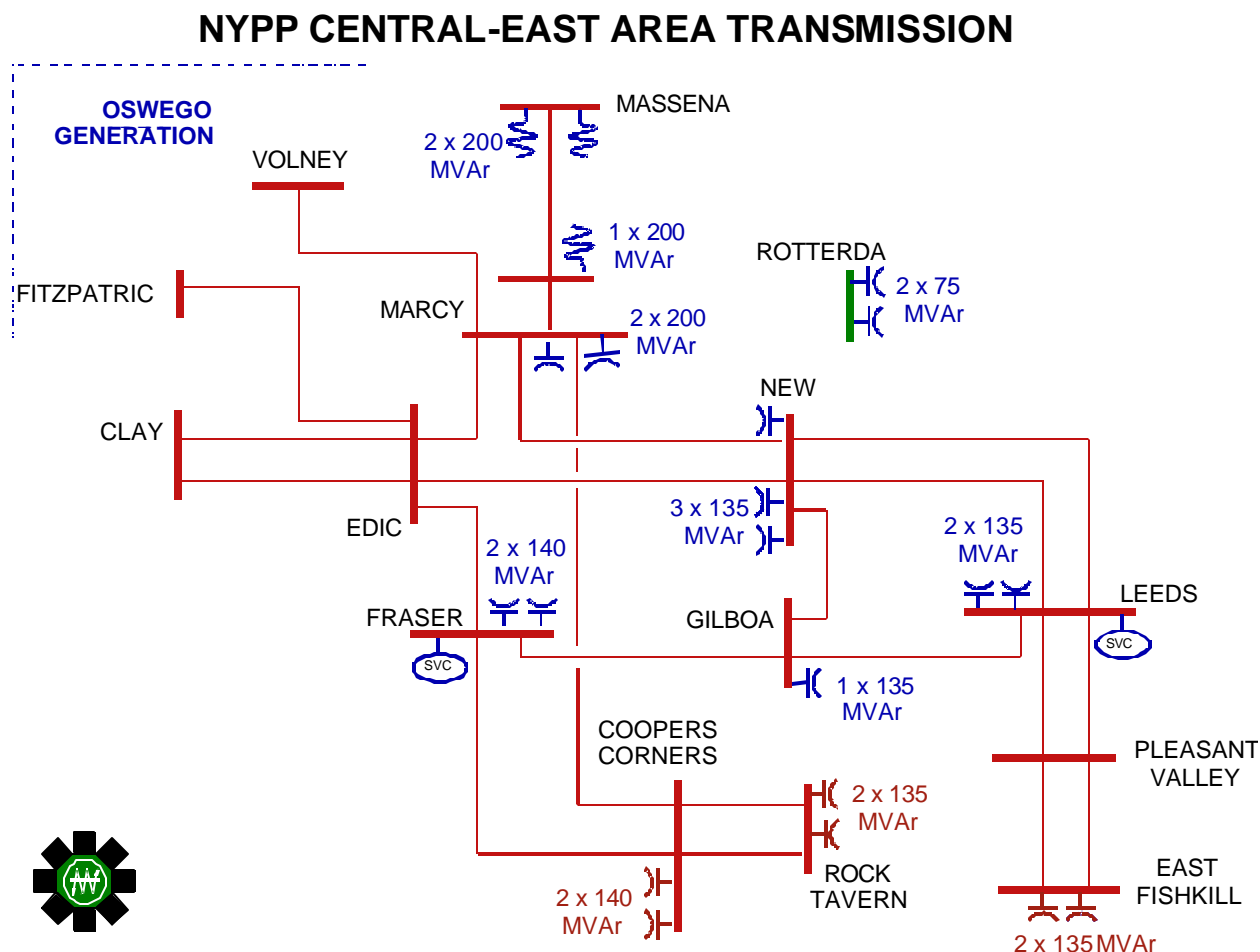 NYPP CENTRAL-EAST AREA TRANSMISSION
OSWEGO
GENERATION
MASSENA
2 x 200
MVAr
VOLNEY
1 x 200
MVAr
ROTTERDA
2 x 75
MVAr
FITZPATRIC
MARCY
2 x 200
MVAr
NEW
CLAY
3 x 135
MVAr
EDIC
2 x 140
MVAr
2 x 135
MVAr
LEEDS
FRASER
GILBOA
SVC
SVC
1 x 135
MVAr
COOPERS
CORNERS
PLEASANT
VALLEY
2 x 135
MVAr
ROCK
TAVERN
EAST
FISHKILL
2 x 140
MVAr
2 x 135 MVAr